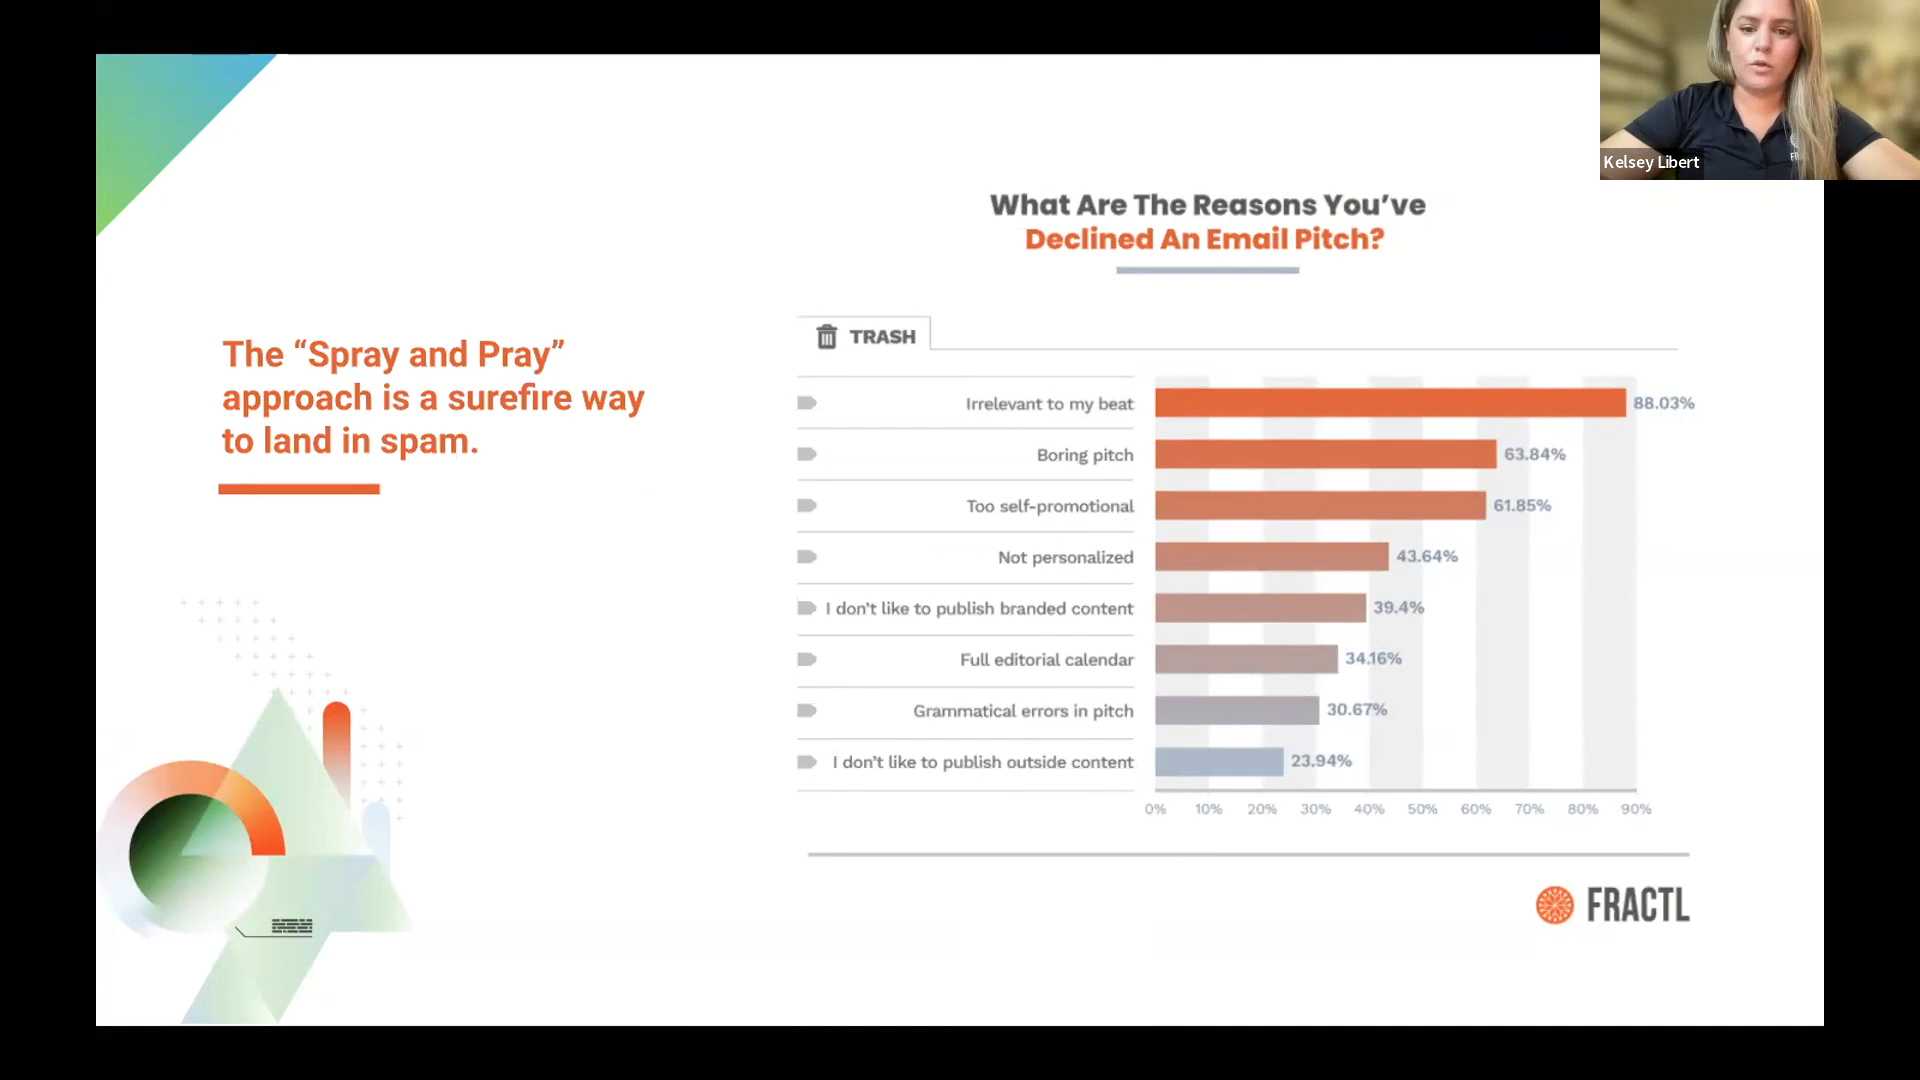 Kelsey Libert
What Are The Reasons You’ve
Declined An Email Pitch?
The “Spray and Pray”
approach is a surefire way
to land in spam.
TRASH
Irrelevant to my beat 88.03%
Boring pitch 63.84%
Too self-promotional 61.85%
Not personalized 43.64%
I don’t like to publish branded content 39.4%
Full editorial calendar 34.16%
Grammatical errors in pitch 30.67%
I don’t like to publish outside content 23.94%
0% 10% 20% 30% 40% 50% 60% 70% 80% 90%
FRACTL